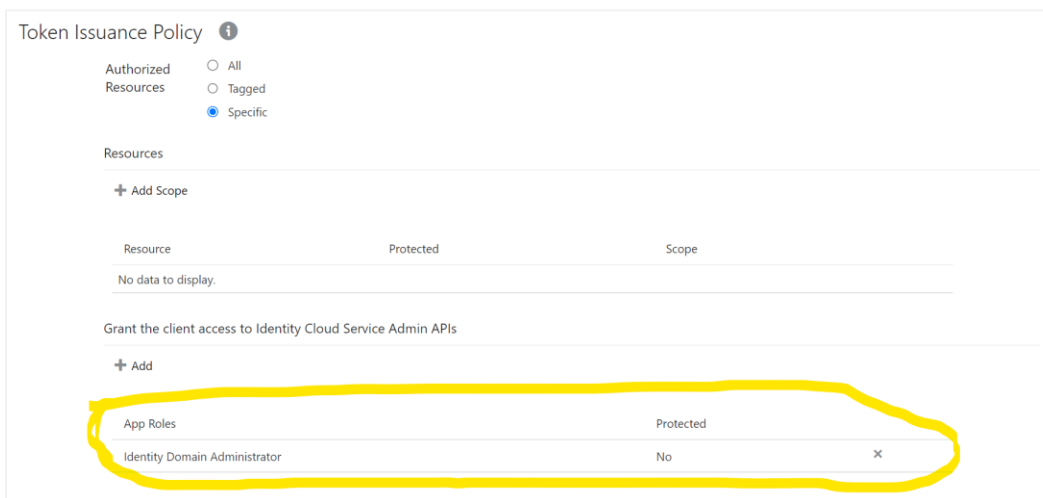 Token Issuance Policy
Authorized Resources
All
Tagged
Specific
Resources
Add Scope
Resource Protected Scope
No data to display.
Grant the client access to Identity Cloud Service Admin APIs
Add
App Roles Protected
Identity Domain Administrator No